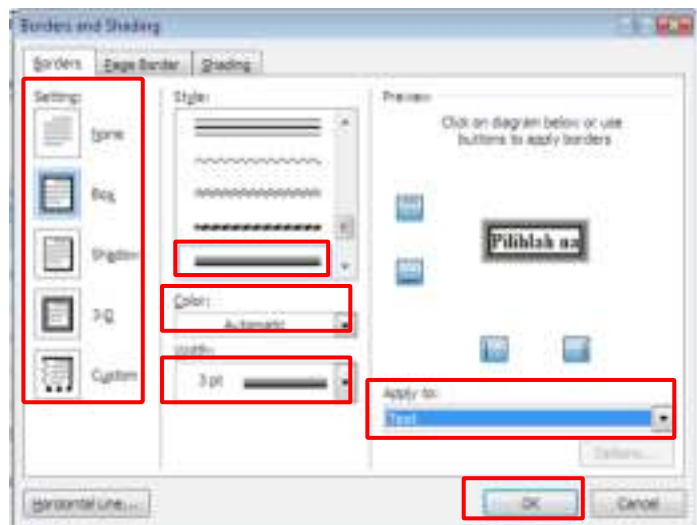 Borders and Shading
Borders Page Border Shading
Setting:
None
Box
Shadow
3-D
Custom
Style:
Color:
Automatic
Width:
3 pt
Preview
Click on diagram below or use
buttons to apply borders
Pilihlah na
Apply to:
Text
Options...
Horizontal Line...
OK
Cancel